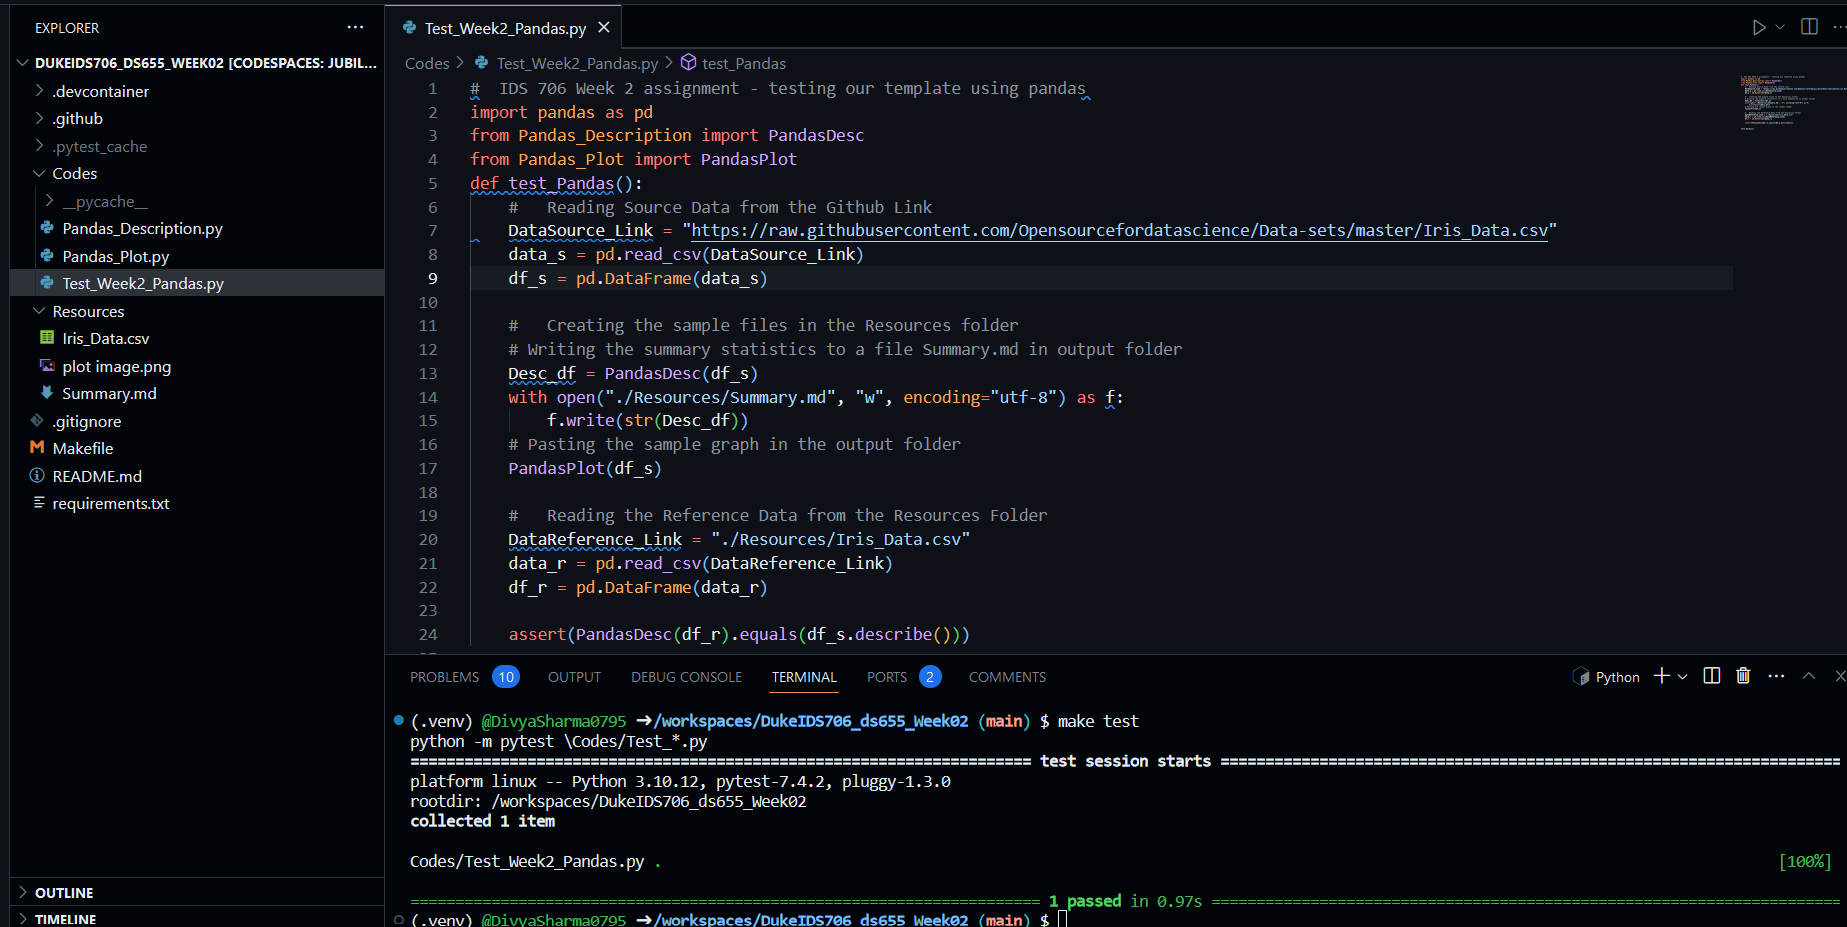 EXPLORER
DUKEIDS706_DS655_WEEK02 [CODESPACES: JUBIL...
.devcontainer
.github
.pytest_cache
Codes
__pycache__
Pandas_Description.py
Pandas_Plot.py
Test_Week2_Pandas.py
Resources
Iris_Data.csv
plot image.png
Summary.md
.gitignore
Makefile
README.md
requirements.txt
OUTLINE
TIMELINE
Test_Week2_Pandas.py
Codes > Test_Week2_Pandas.py > test_Pandas
1 #  IDS 706 Week 2 assignment - testing our template using pandas
2 import pandas as pd
3 from Pandas_Description import PandasDesc
4 from Pandas_Plot import PandasPlot
5 def test_Pandas():
6     #   Reading Source Data from the Github Link
7     DataSource_Link = "https://raw.githubusercontent.com/Opensourcefordatascience/Data-sets/master/Iris_Data.csv"
8     data_s = pd.read_csv(DataSource_Link)
9     df_s = pd.DataFrame(data_s)
10
11     #   Creating the sample files in the Resources folder
12     # Writing the summary statistics to a file Summary.md in output folder
13     Desc_df = PandasDesc(df_s)
14     with open("./Resources/Summary.md", "w", encoding="utf-8") as f:
15         f.write(str(Desc_df))
16     # Pasting the sample graph in the output folder
17     PandasPlot(df_s)
18
19     #   Reading the Reference Data from the Resources Folder
20     DataReference_Link = "./Resources/Iris_Data.csv"
21     data_r = pd.read_csv(DataReference_Link)
22     df_r = pd.DataFrame(data_r)
23
24     assert(PandasDesc(df_r).equals(df_s.describe()))
PROBLEMS 10 OUTPUT DEBUG CONSOLE TERMINAL PORTS 2 COMMENTS Python
(.venv) @DivyaSharma0795 ➜/workspaces/DukeIDS706_ds655_Week02 (main) $ make test
python -m pytest \Codes/Test_*.py
test session starts
platform linux -- Python 3.10.12, pytest-7.4.2, pluggy-1.3.0
rootdir: /workspaces/DukeIDS706_ds655_Week02
collected 1 item
Codes/Test_Week2_Pandas.py . [100%]
1 passed in 0.97s
(.venv) @DivyaSharma0795 ➜/workspaces/DukeIDS706_ds655_Week02 (main) $